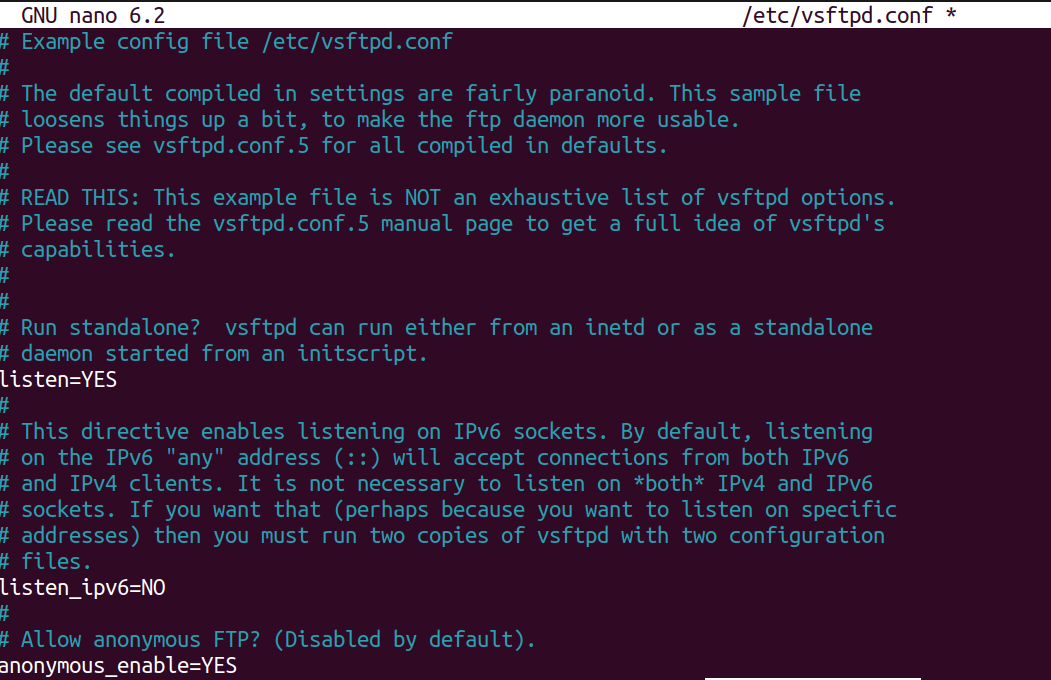 GNU nano 6.2 /etc/vsftpd.conf *
# Example config file /etc/vsftpd.conf
#
# The default compiled in settings are fairly paranoid. This sample file
# loosens things up a bit, to make the ftp daemon more usable.
# Please see vsftpd.conf.5 for all compiled in defaults.
#
# READ THIS: This example file is NOT an exhaustive list of vsftpd options.
# Please read the vsftpd.conf.5 manual page to get a full idea of vsftpd's
# capabilities.
#
#
# Run standalone?  vsftpd can run either from an inetd or as a standalone
# daemon started from an initscript.
listen=YES
#
# This directive enables listening on IPv6 sockets. By default, listening
# on the IPv6 "any" address (::) will accept connections from both IPv6
# and IPv4 clients. It is not necessary to listen on *both* IPv4 and IPv6
# sockets. If you want that (perhaps because you want to listen on specific
# addresses) then you must run two copies of vsftpd with two configuration
# files.
listen_ipv6=NO
#
# Allow anonymous FTP? (Disabled by default).
anonymous_enable=YES